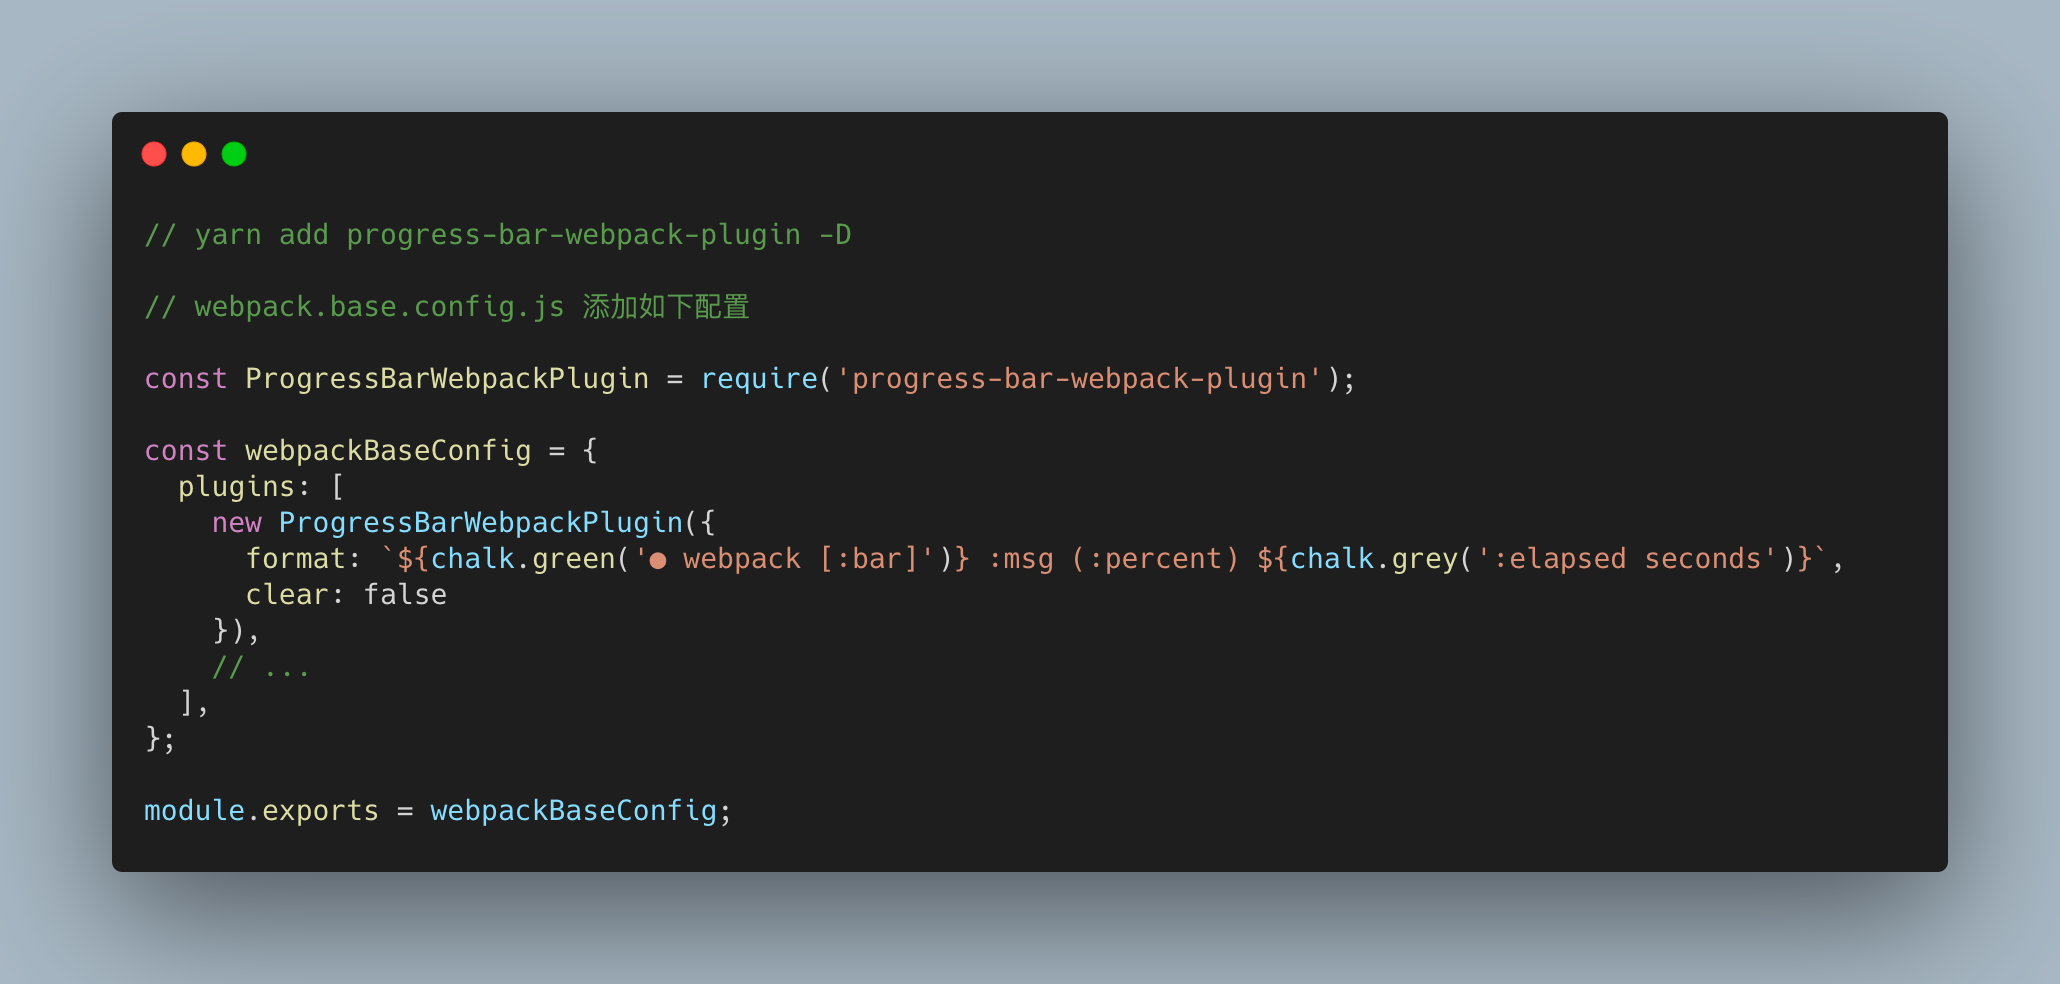 // yarn add progress-bar-webpack-plugin -D
// webpack.base.config.js 添加如下配置
const ProgressBarWebpackPlugin = require('progress-bar-webpack-plugin');
const webpackBaseConfig = {
  plugins: [
    new ProgressBarWebpackPlugin({
      format: `${chalk.green('● webpack [:bar]')} :msg (:percent) ${chalk.grey(':elapsed seconds')}`,
      clear: false
    }),
    // ...
  ],
};
module.exports = webpackBaseConfig;